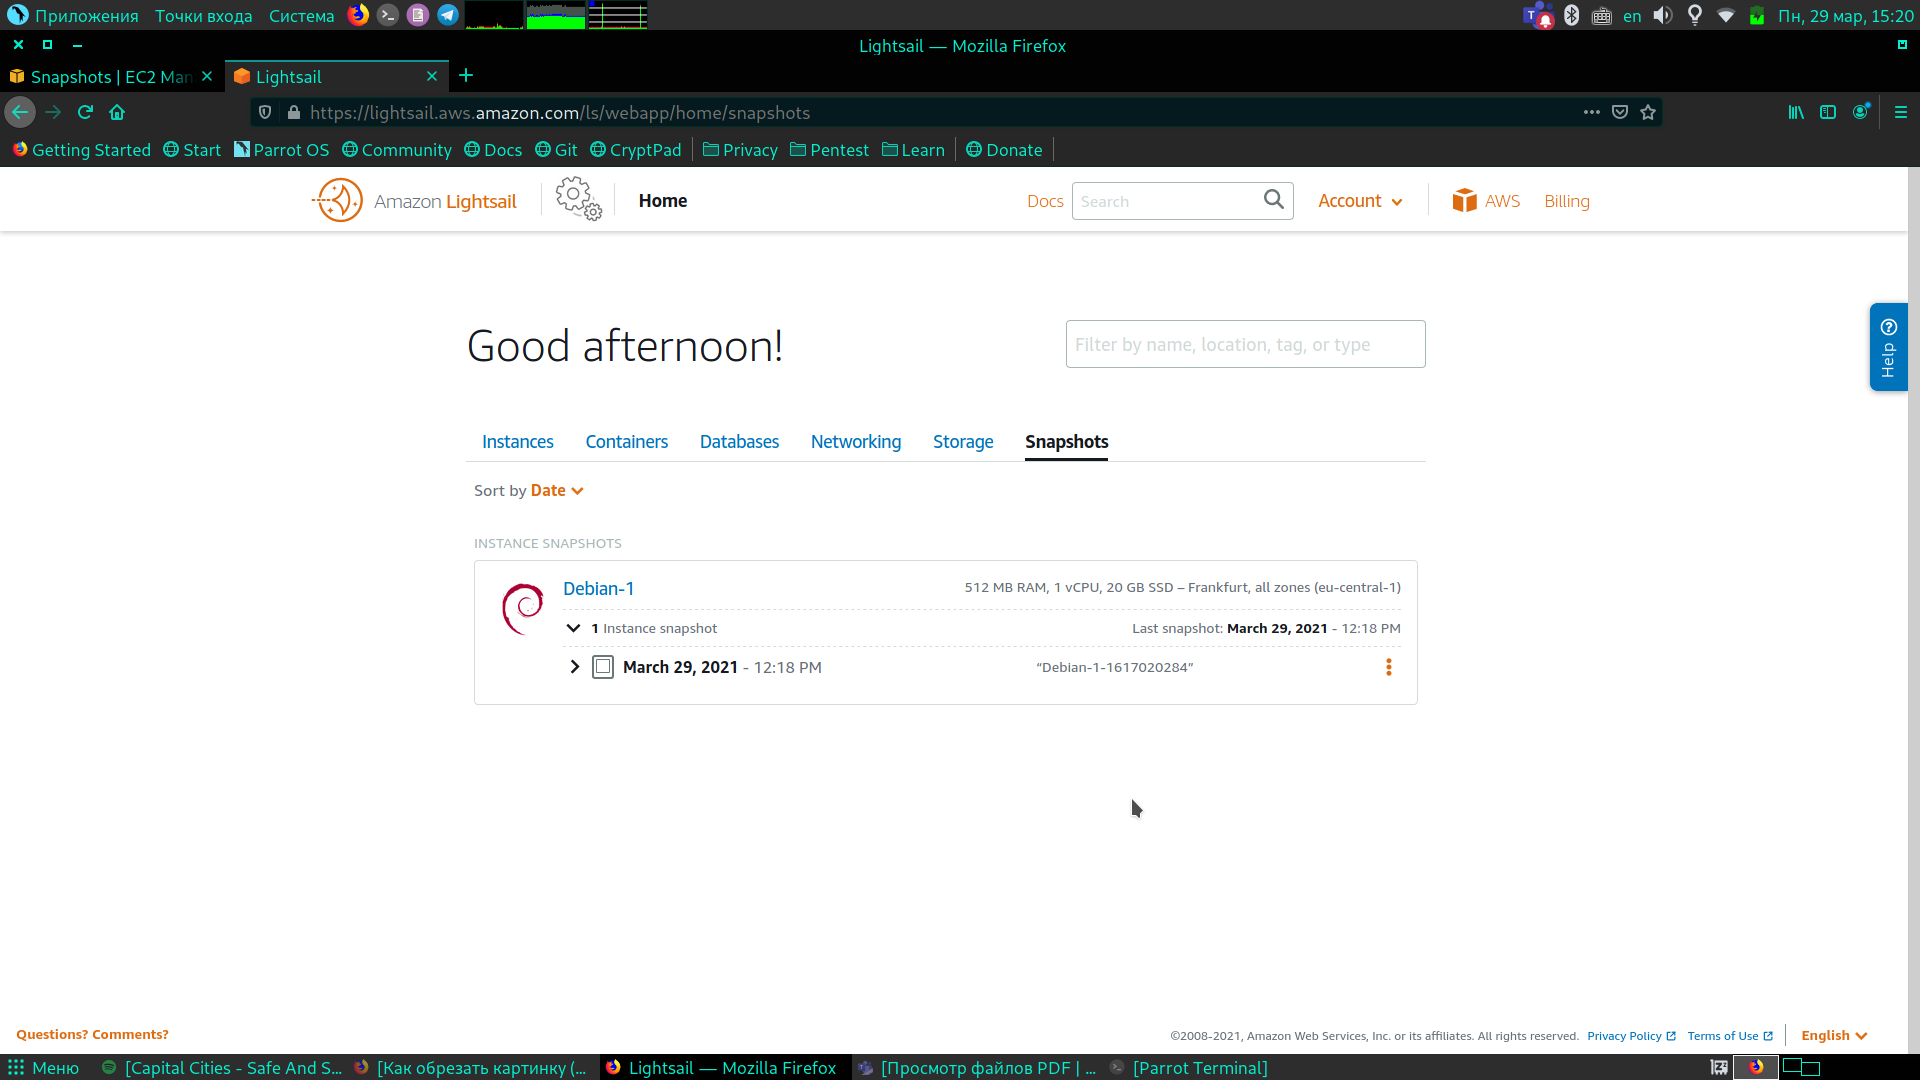 Приложения Точки входа Система en Пн, 29 мар, 15:20
Lightsail — Mozilla Firefox
Snapshots | EC2 Man Lightsail
https://lightsail.aws.amazon.com/ls/webapp/home/snapshots
Getting Started Start Parrot OS Community Docs Git CryptPad Privacy Pentest Learn Donate
Amazon Lightsail Home Docs Search Account AWS Billing
Good afternoon! Filter by name, location, tag, or type
Help
Instances Containers Databases Networking Storage Snapshots
Sort by Date
INSTANCE SNAPSHOTS
Debian-1 512 MB RAM, 1 vCPU, 20 GB SSD – Frankfurt, all zones (eu-central-1)
1 Instance snapshot Last snapshot: March 29, 2021 - 12:18 PM
March 29, 2021 - 12:18 PM “Debian-1-1617020284”
Questions? Comments? ©2008-2021, Amazon Web Services, Inc. or its affiliates. All rights reserved. Privacy Policy Terms of Use English
Меню [Capital Cities - Safe And S... [Как обрезать картинку (... Lightsail — Mozilla Firefox [Просмотр файлов PDF | ... [Parrot Terminal]